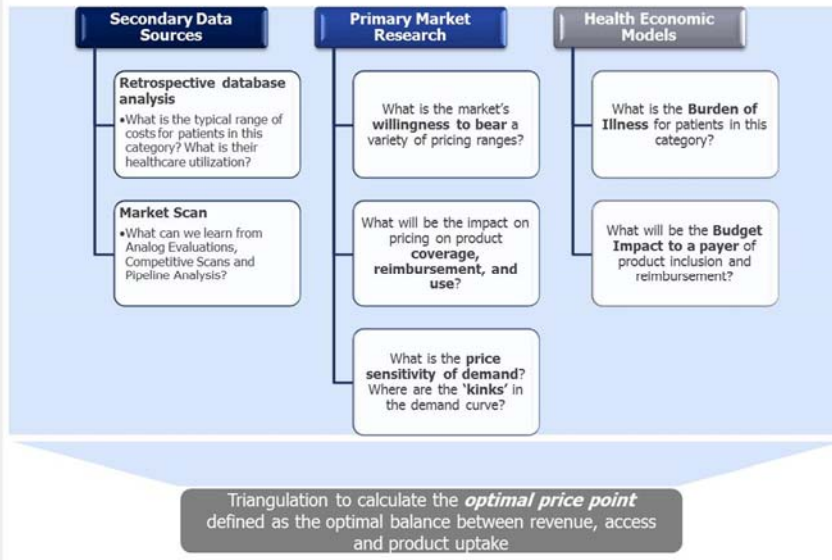 Secondary Data
Sources
Retrospective database
analysis
•What is the typical range of
costs for patients in this
category? What is their
healthcare utilization?
Market Scan
•What can we learn from
Analog Evaluations,
Competitive Scans and
Pipeline Analysis?
Primary Market
Research
What is the market's
willingness to bear a
variety of pricing ranges?
What will be the impact on
pricing on product
coverage,
reimbursement, and
use?
What is the price
sensitivity of demand?
Where are the 'kinks' in
the demand curve?
Health Economic
Models
What is the Burden of
Illness for patients in this
category?
What will be the Budget
Impact to a payer of
product inclusion and
reimbursement?
Triangulation to calculate the optimal price point
defined as the optimal balance between revenue, access
and product uptake